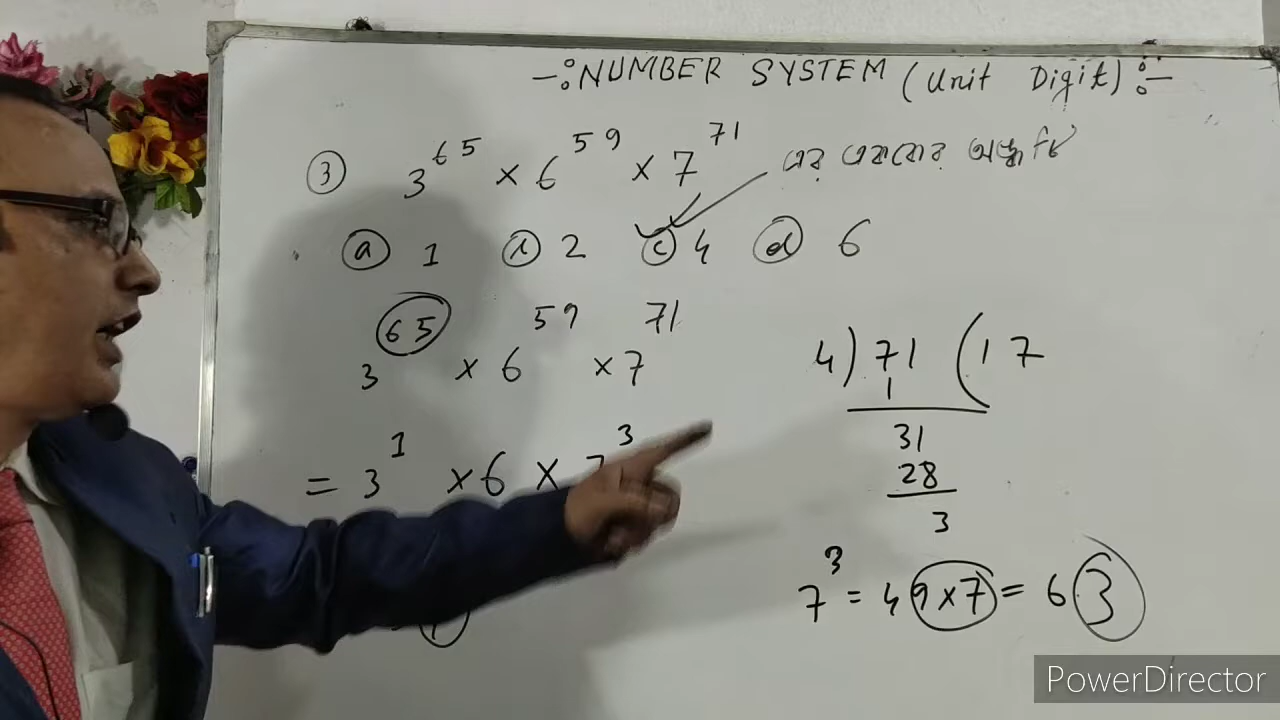 -:NUMBER SYSTEM (Unit Digit):-
③ 3^65 × 6^59 × 7^71 এর
ⓐ 1 ⓑ 2 ⓒ 4 ⓓ 6
3^65 × 6^59 × 7^71
= 3^1 × 6 × 7^3
4) 71 (17
1
31
28
3
7^3 = 49×7 = 63
PowerDirector